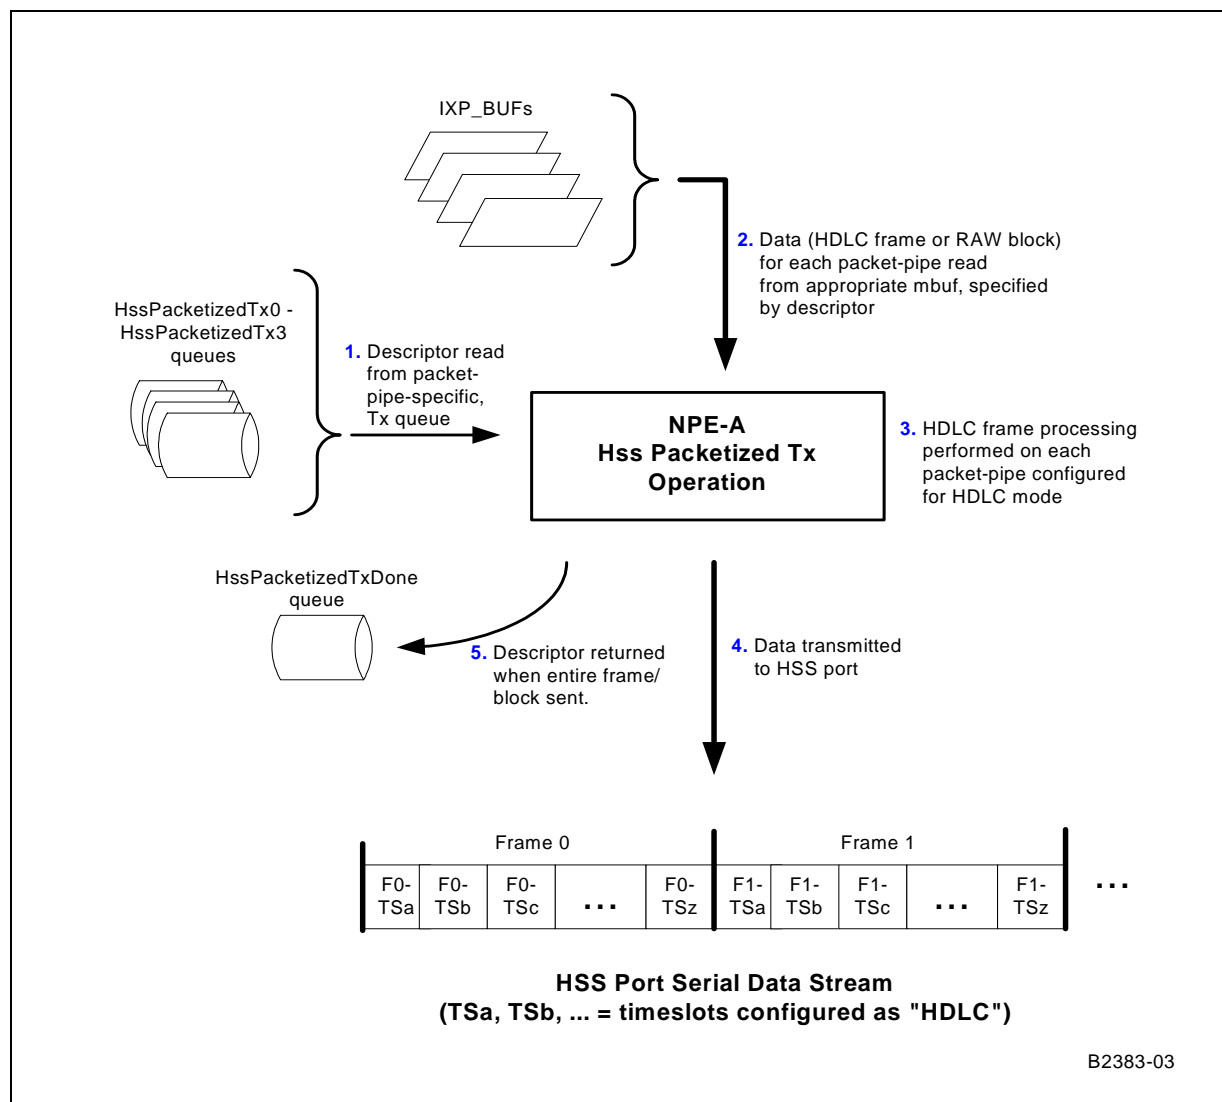 IXP_BUFs
2. Data (HDLC frame or RAW block)
for each packet-pipe read
from appropriate mbuf, specified
by descriptor
HssPacketizedTx0 -
HssPacketizedTx3
queues
1. Descriptor read
from packet-
pipe-specific,
Tx queue
NPE-A
Hss Packetized Tx
Operation
3. HDLC frame processing
performed on each
packet-pipe configured
for HDLC mode
HssPacketizedTxDone
queue
5. Descriptor returned
when entire frame/
block sent.
4. Data transmitted
to HSS port
Frame 0
Frame 1
F0-
TSa
F0-
TSb
F0-
TSc
...
F0-
TSz
F1-
TSa
F1-
TSb
F1-
TSc
...
F1-
TSz
...
HSS Port Serial Data Stream
(TSa, TSb, ... = timeslots configured as "HDLC")
B2383-03